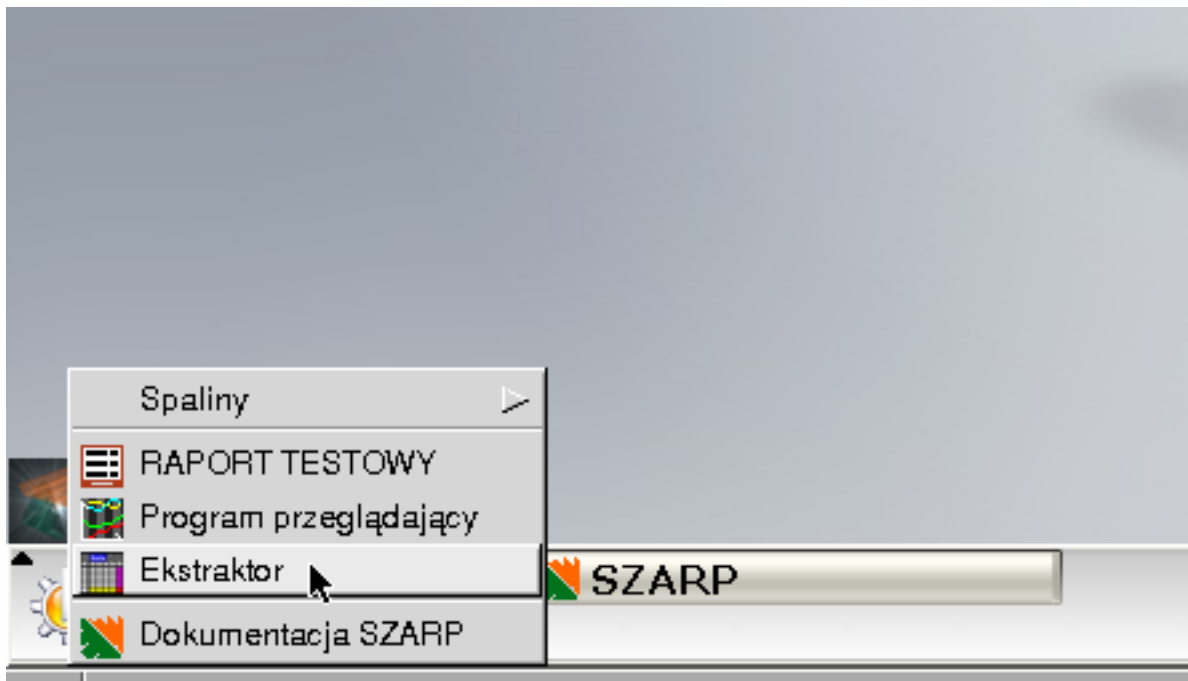 Spaliny
RAPORT TESTOWY
Program przeglądający
Ekstraktor
SZARP
Dokumentacja SZARP